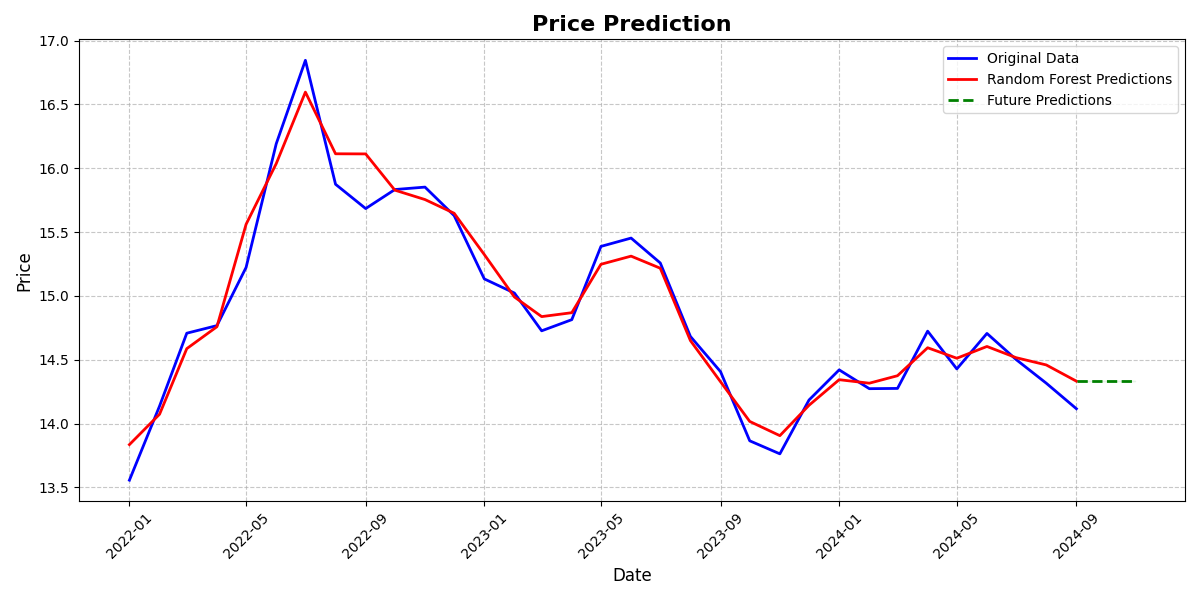 Price Prediction
Original Data
Random Forest Predictions
Future Predictions
Price
17.0
16.5
16.0
15.5
15.0
14.5
14.0
13.5
2022-01
2022-05
2022-09
2023-01
2023-05
2023-09
2024-01
2024-05
2024-09
Date